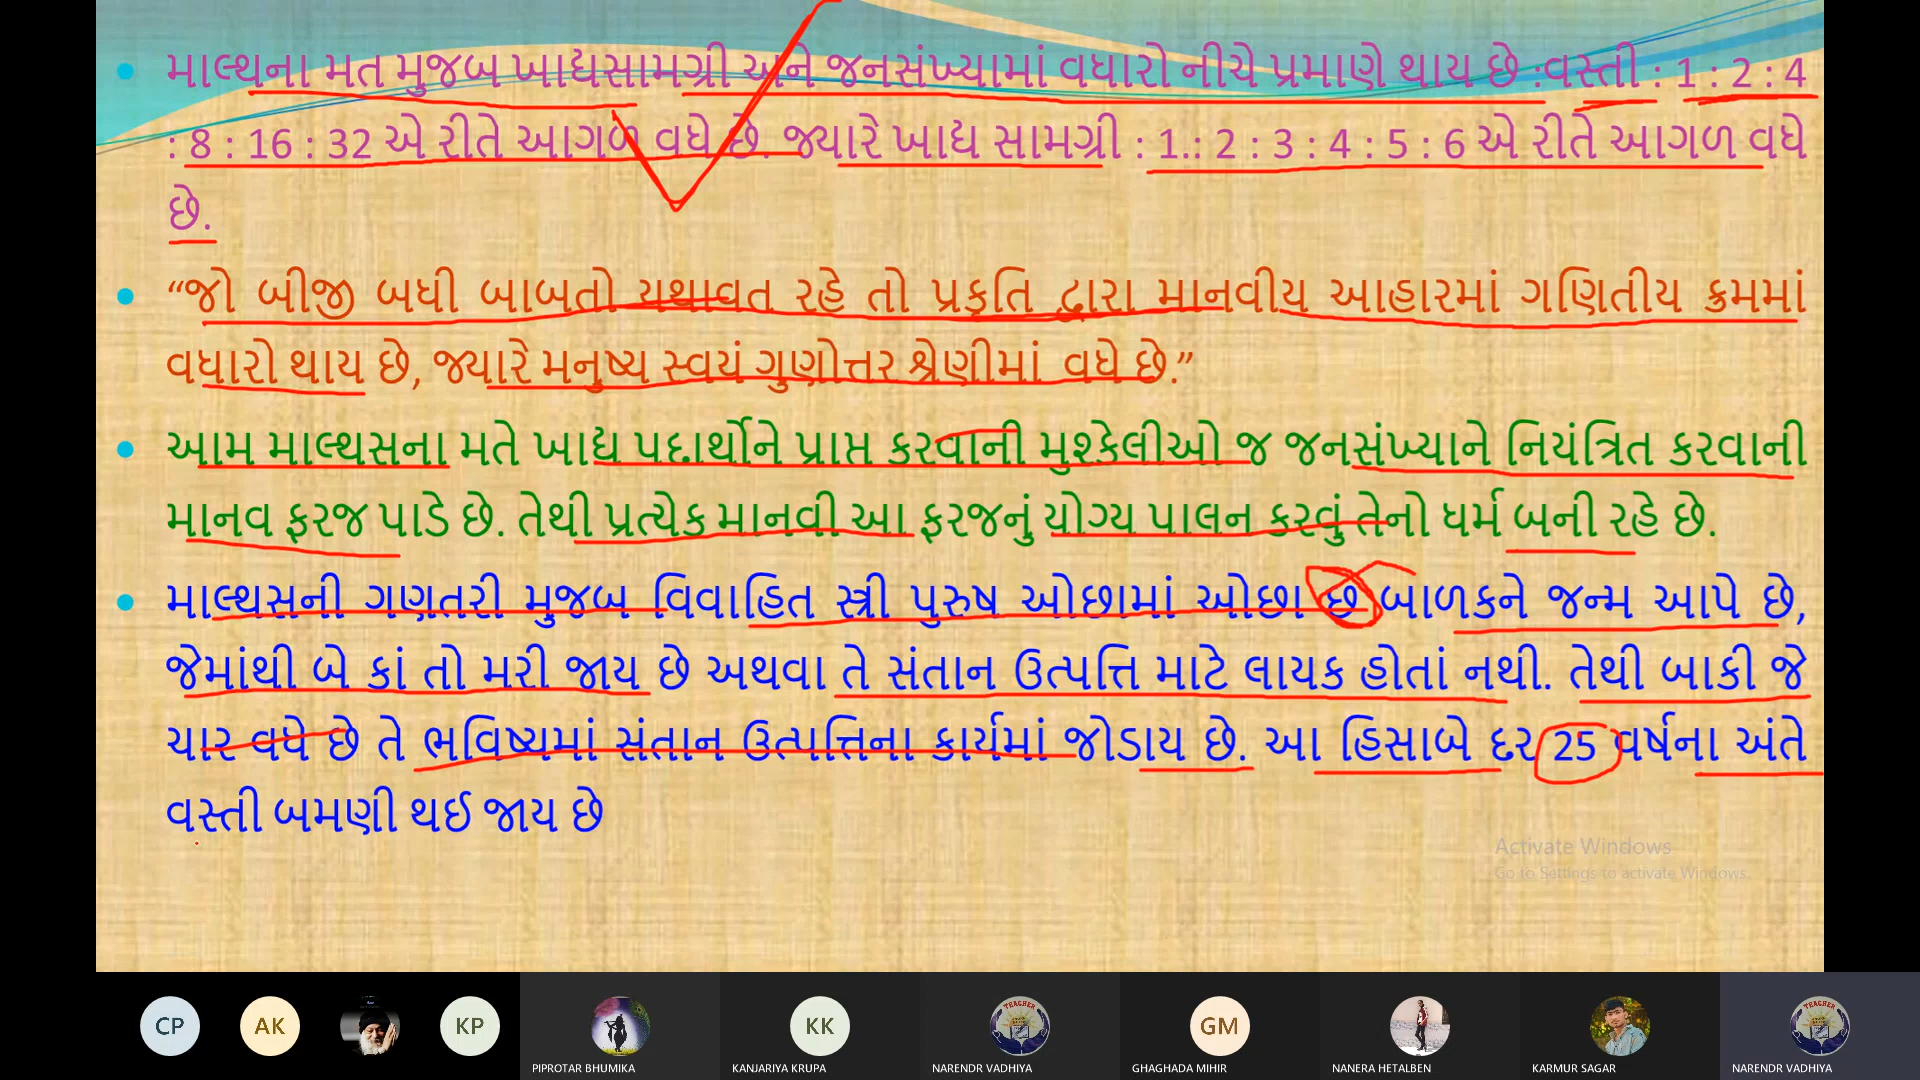 માલ્થના મત મુજબ ખાદ્યસામગ્રી અને જનસંખ્યામાં વધારો નીચે પ્રમાણે થાય છે :વસ્તી : 1 : 2 : 4
: 8 : 16 : 32 એ રીતે આગળ વધે છે. જ્યારે ખાદ્ય સામગ્રી : 1.: 2 : 3 : 4 : 5 : 6 એ રીતે આગળ વધે
છે.
“જો બીજી બધી બાબતો યથાવત રહે તો પ્રકૃતિ દ્વારા માનવીય આહારમાં ગણિતીય ક્રમમાં
વધારો થાય છે, જ્યારે મનુષ્ય સ્વયં ગુણોત્તર શ્રેણીમાં વધે છે.”
આમ માલ્થસના મતે ખાદ્ય પદાર્થોને પ્રાપ્ત કરવાની મુશ્કેલીઓ જ જનસંખ્યાને નિયંત્રિત કરવાની
માનવ ફરજ પાડે છે. તેથી પ્રત્યેક માનવી આ ફરજનું યોગ્ય પાલન કરવું તેનો ધર્મ બની રહે છે.
માલ્થસની ગણતરી મુજબ વિવાહિત સ્ત્રી પુરુષ ઓછામાં ઓછા છ બાળકને જન્મ આપે છે,
જેમાંથી બે કાં તો મરી જાય છે અથવા તે સંતાન ઉત્પત્તિ માટે લાયક હોતાં નથી. તેથી બાકી જે
ચાર વધે છે તે ભવિષ્યમાં સંતાન ઉત્પત્તિના કાર્યમાં જોડાય છે. આ હિસાબે દર 25 વર્ષના અંતે
વસ્તી બમણી થઈ જાય છે
Activate Windows
Go to Settings to activate Windows.
CP AK KP KK GM
PIPROTAR BHUMIKA KANJARIYA KRUPA NARENDR VADHIYA GHAGHADA MIHIR NANERA HETALBEN KARMUR SAGAR NARENDR VADHIYA